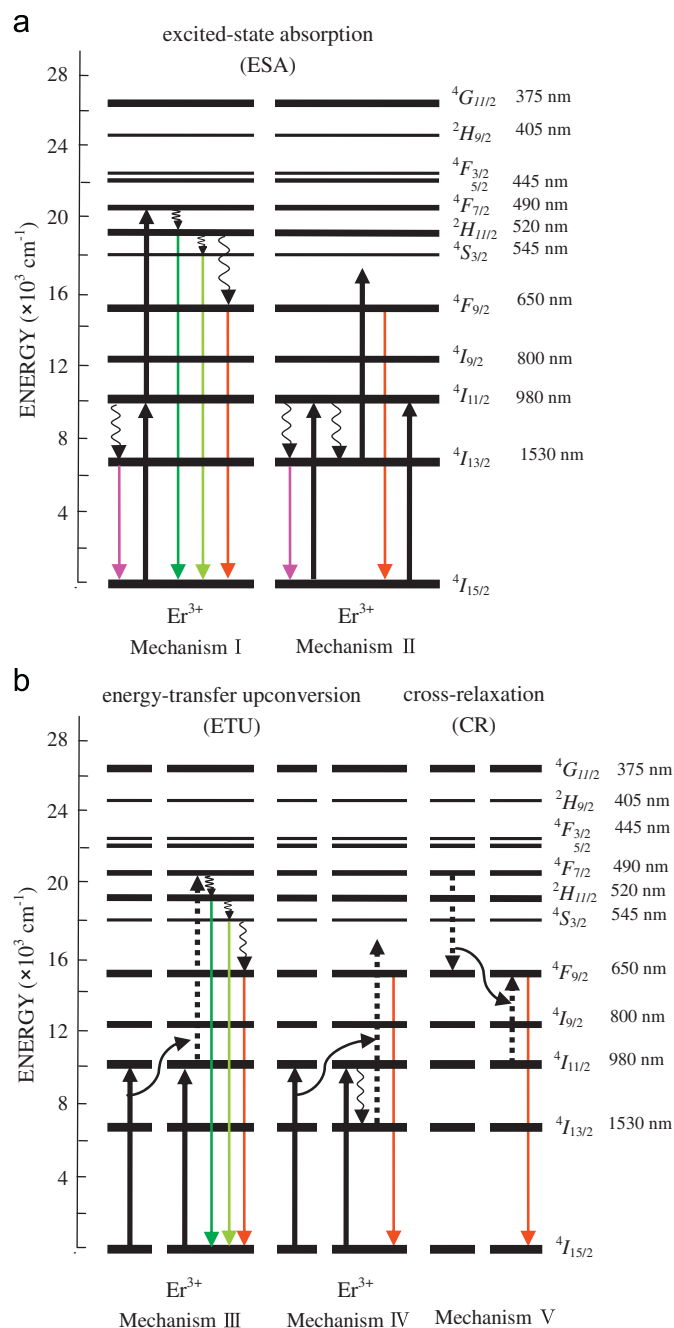 a
excited-state absorption
(ESA)
ENERGY (×10³ cm⁻¹)
28
24
20
16
12
8
4
⁴G₁₁/₂ 375 nm
²H₉/₂ 405 nm
⁴F₃/₂
₅/₂ 445 nm
⁴F₇/₂ 490 nm
²H₁₁/₂ 520 nm
⁴S₃/₂ 545 nm
⁴F₉/₂ 650 nm
⁴I₉/₂ 800 nm
⁴I₁₁/₂ 980 nm
⁴I₁₃/₂ 1530 nm
⁴I₁₅/₂
Er³⁺ Er³⁺
Mechanism Ⅰ Mechanism Ⅱ
b
energy-transfer upconversion cross-relaxation
(ETU) (CR)
ENERGY (×10³ cm⁻¹)
28
24
20
16
12
8
4
⁴G₁₁/₂ 375 nm
²H₉/₂ 405 nm
⁴F₃/₂ 445 nm
₅/₂
⁴F₇/₂ 490 nm
²H₁₁/₂ 520 nm
⁴S₃/₂ 545 nm
⁴F₉/₂ 650 nm
⁴I₉/₂ 800 nm
⁴I₁₁/₂ 980 nm
⁴I₁₃/₂ 1530 nm
⁴I₁₅/₂
Er³⁺ Er³⁺
Mechanism Ⅲ Mechanism Ⅳ Mechanism Ⅴ